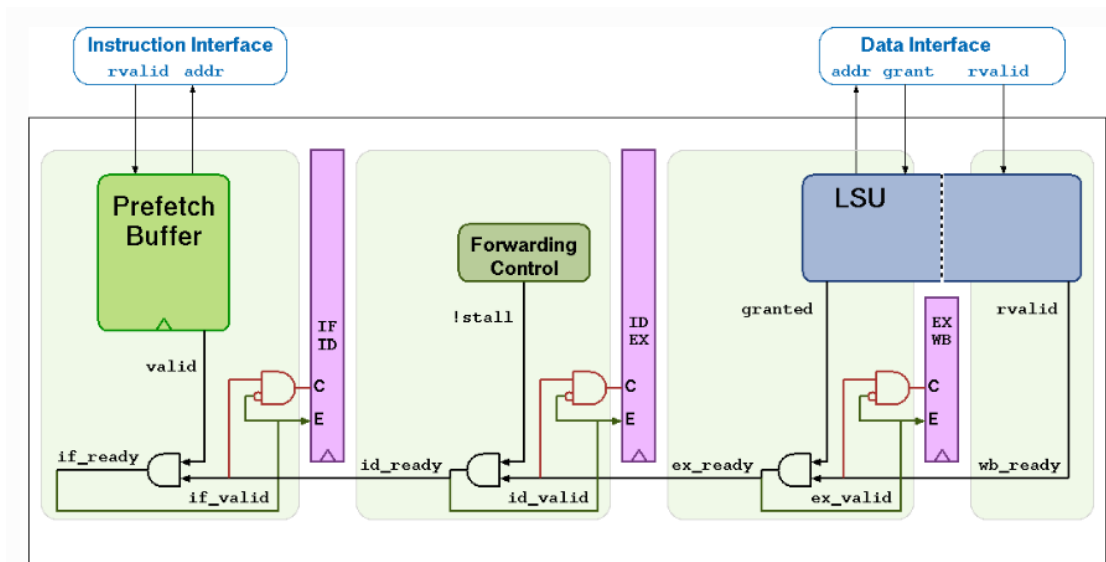 Instruction Interface
rvalid addr
Data Interface
addr grant rvalid
Prefetch
Buffer
LSU
Forwarding
Control
!stall
granted
rvalid
valid
IF
ID
ID
EX
EX
WB
C
E
C
E
C
E
if_ready
if_valid
id_ready
id_valid
ex_ready
ex_valid
wb_ready